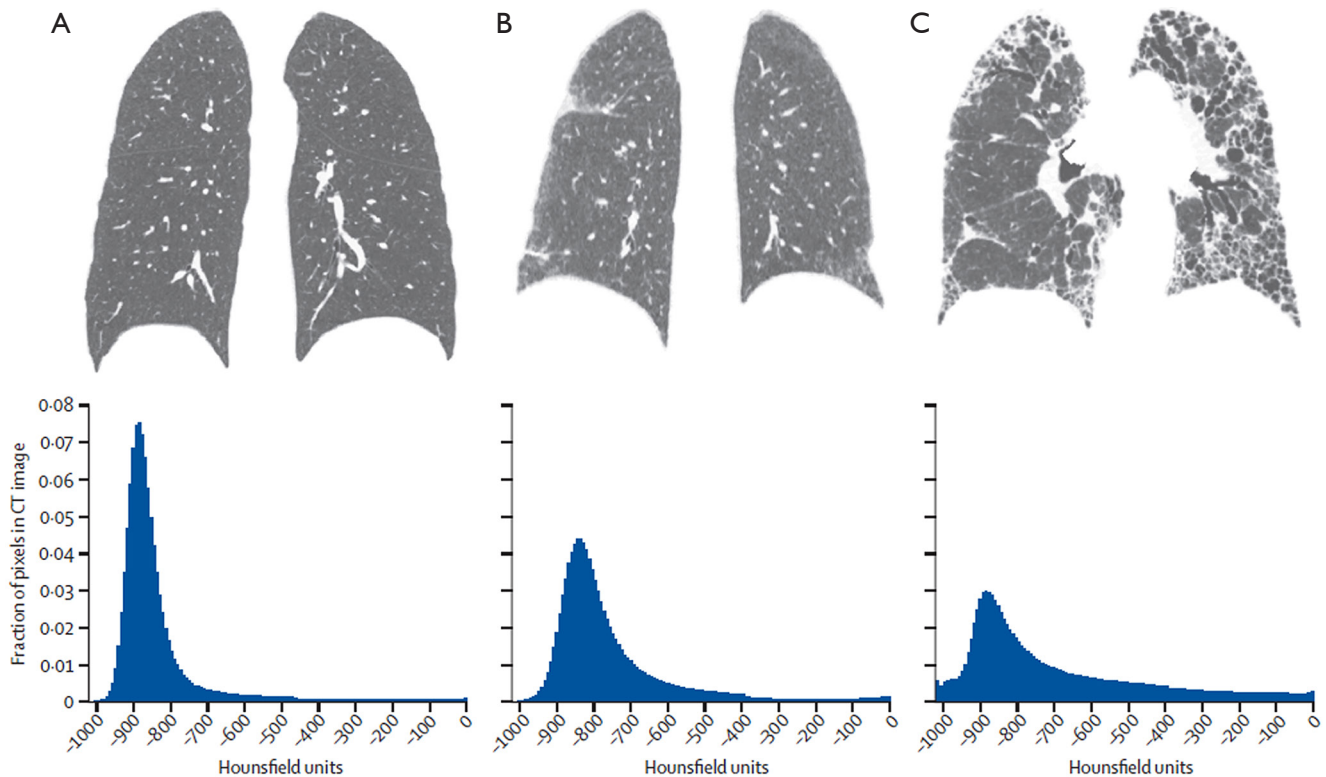 A
B
C
0·08
0·07
0·06
0·05
0·04
0·03
0·02
0·01
0
Fraction of pixels in CT image
-1000 -900 -800 -700 -600 -500 -400 -300 -200 -100 0
Hounsfield units
-1000 -900 -800 -700 -600 -500 -400 -300 -200 -100 0
Hounsfield units
-1000 -900 -800 -700 -600 -500 -400 -300 -200 -100 0
Hounsfield units